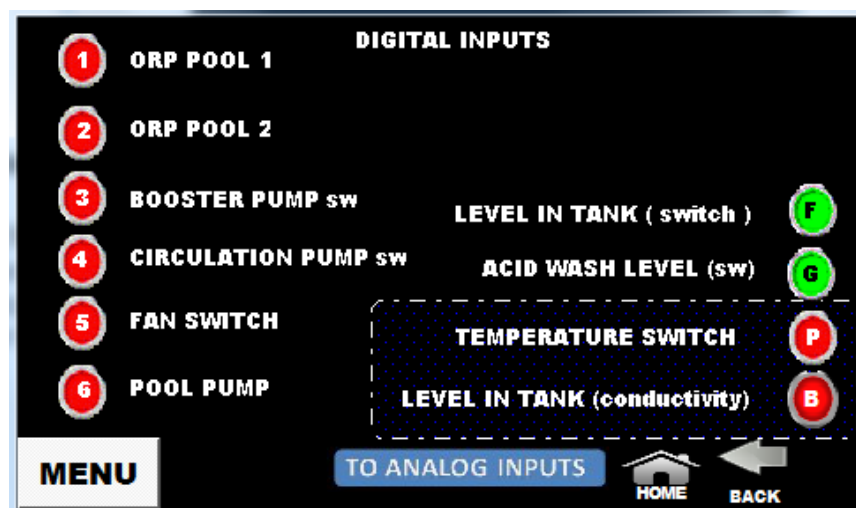 DIGITAL INPUTS
1 ORP POOL 1
2 ORP POOL 2
3 BOOSTER PUMP sw
4 CIRCULATION PUMP sw
5 FAN SWITCH
6 POOL PUMP
LEVEL IN TANK ( switch ) F
ACID WASH LEVEL (sw) G
TEMPERATURE SWITCH P
LEVEL IN TANK (conductivity) B
MENU
TO ANALOG INPUTS
HOME
BACK